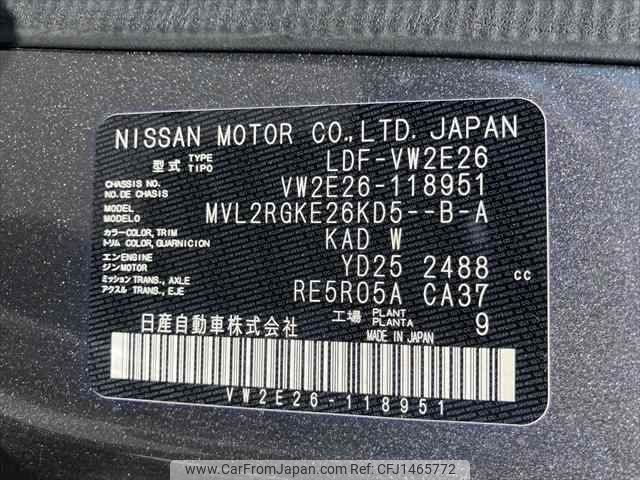 NISSAN MOTOR CO.,LTD. JAPAN
型式 TYPE TIPO LDF-VW2E26
CHASSIS NO. NO.DE CHASIS VW2E26-118951
MODEL MODELO MVL2RGKE26KD5--B-A
カラー COLOR, TRIM トリム COLOR, GUARNICION KAD W
エンジン ENGINE MOTOR YD25 2488 cc
ミッション TRANS., AXLE アクスル TRANS., EJE RE5R05A CA37
日産自動車株式会社 工場 PLANT PLANTA 9
MADE IN JAPAN
VW2E26-118951
www.CarFromJapan.com | CarFromJapan | ID: CFJ1465772